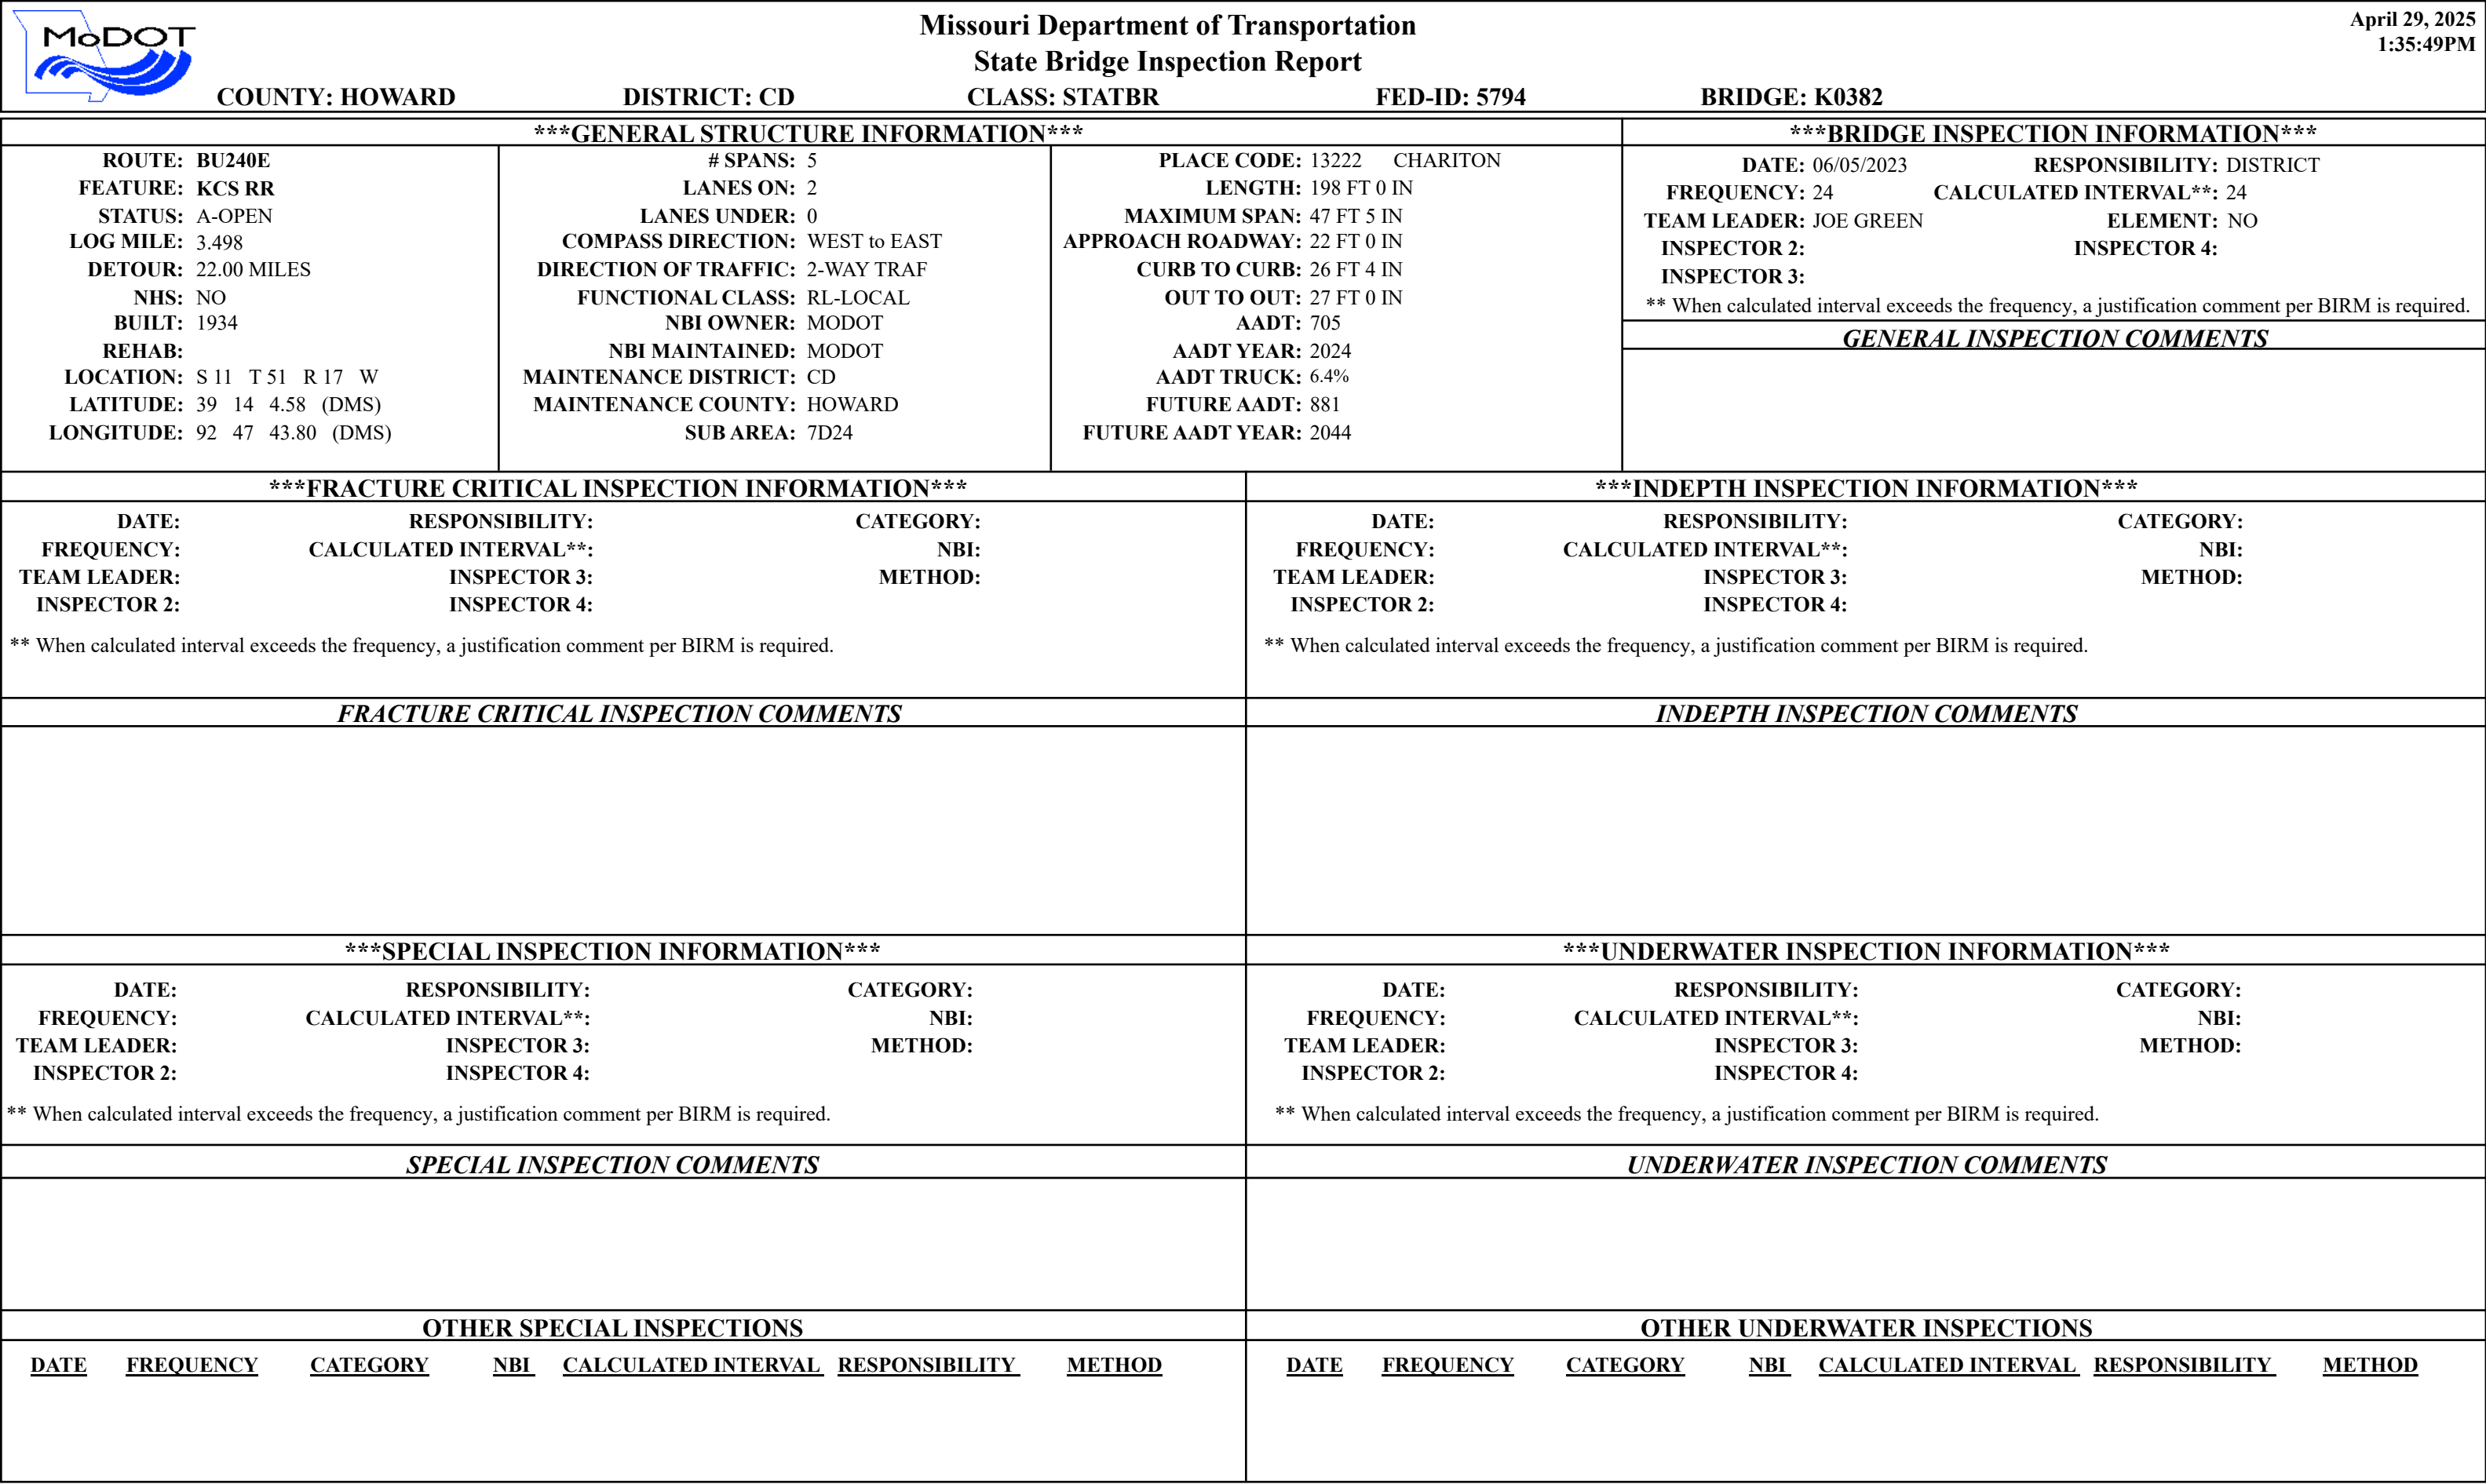 MoDOT
Missouri Department of Transportation
State Bridge Inspection Report
April 29, 2025
1:35:49PM
COUNTY: HOWARD DISTRICT: CD CLASS: STATBR FED-ID: 5794 BRIDGE: K0382
***GENERAL STRUCTURE INFORMATION***
ROUTE: BU240E
FEATURE: KCS RR
STATUS: A-OPEN
LOG MILE: 3.498
DETOUR: 22.00 MILES
NHS: NO
BUILT: 1934
REHAB:
LOCATION: S 11 T 51 R 17 W
LATITUDE: 39 14 4.58 (DMS)
LONGITUDE: 92 47 43.80 (DMS)
# SPANS: 5
LANES ON: 2
LANES UNDER: 0
COMPASS DIRECTION: WEST to EAST
DIRECTION OF TRAFFIC: 2-WAY TRAF
FUNCTIONAL CLASS: RL-LOCAL
NBI OWNER: MODOT
NBI MAINTAINED: MODOT
MAINTENANCE DISTRICT: CD
MAINTENANCE COUNTY: HOWARD
SUB AREA: 7D24
PLACE CODE: 13222 CHARITON
LENGTH: 198 FT 0 IN
MAXIMUM SPAN: 47 FT 5 IN
APPROACH ROADWAY: 22 FT 0 IN
CURB TO CURB: 26 FT 4 IN
OUT TO OUT: 27 FT 0 IN
AADT: 705
AADT YEAR: 2024
AADT TRUCK: 6.4%
FUTURE AADT: 881
FUTURE AADT YEAR: 2044
***BRIDGE INSPECTION INFORMATION***
DATE: 06/05/2023 RESPONSIBILITY: DISTRICT
FREQUENCY: 24 CALCULATED INTERVAL**: 24
TEAM LEADER: JOE GREEN ELEMENT: NO
INSPECTOR 2: INSPECTOR 4:
INSPECTOR 3:
** When calculated interval exceeds the frequency, a justification comment per BIRM is required.
GENERAL INSPECTION COMMENTS
***FRACTURE CRITICAL INSPECTION INFORMATION***
DATE: RESPONSIBILITY: CATEGORY:
FREQUENCY: CALCULATED INTERVAL**: NBI:
TEAM LEADER: INSPECTOR 3: METHOD:
INSPECTOR 2: INSPECTOR 4:
** When calculated interval exceeds the frequency, a justification comment per BIRM is required.
FRACTURE CRITICAL INSPECTION COMMENTS
***INDEPTH INSPECTION INFORMATION***
DATE: RESPONSIBILITY: CATEGORY:
FREQUENCY: CALCULATED INTERVAL**: NBI:
TEAM LEADER: INSPECTOR 3: METHOD:
INSPECTOR 2: INSPECTOR 4:
** When calculated interval exceeds the frequency, a justification comment per BIRM is required.
INDEPTH INSPECTION COMMENTS
***SPECIAL INSPECTION INFORMATION***
DATE: RESPONSIBILITY: CATEGORY:
FREQUENCY: CALCULATED INTERVAL**: NBI:
TEAM LEADER: INSPECTOR 3: METHOD:
INSPECTOR 2: INSPECTOR 4:
** When calculated interval exceeds the frequency, a justification comment per BIRM is required.
SPECIAL INSPECTION COMMENTS
***UNDERWATER INSPECTION INFORMATION***
DATE: RESPONSIBILITY: CATEGORY:
FREQUENCY: CALCULATED INTERVAL**: NBI:
TEAM LEADER: INSPECTOR 3: METHOD:
INSPECTOR 2: INSPECTOR 4:
** When calculated interval exceeds the frequency, a justification comment per BIRM is required.
UNDERWATER INSPECTION COMMENTS
OTHER SPECIAL INSPECTIONS
DATE FREQUENCY CATEGORY NBI CALCULATED INTERVAL RESPONSIBILITY METHOD
OTHER UNDERWATER INSPECTIONS
DATE FREQUENCY CATEGORY NBI CALCULATED INTERVAL RESPONSIBILITY METHOD